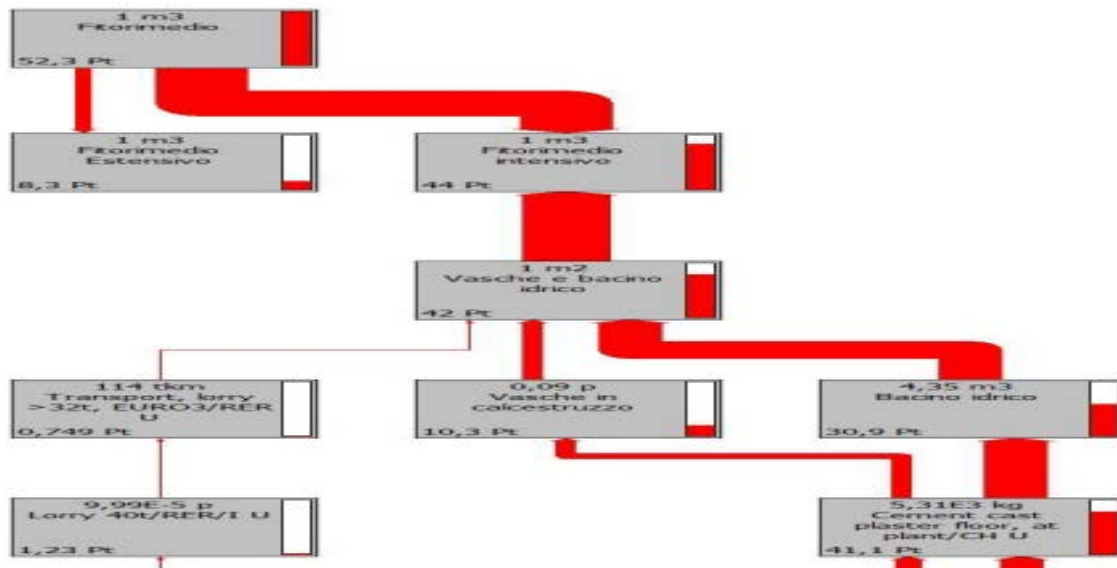 1 m3
Fitorimedio
52,3 Pt
1 m3
Fitorimedio
Estensivo
8,3 Pt
1 m3
Fitorimedio
intensivo
44 Pt
1 m2
Vasche e bacino
idrico
42 Pt
114 tkm
Transport, lorry
>32t, EURO3/RER
U
0,749 Pt
0,09 p
Vasche in
calcestruzzo
10,3 Pt
4,35 m3
Bacino idrico
30,9 Pt
9,99E-5 p
Lorry 40t/RER/I U
1,23 Pt
5,31E3 kg
Cement cast
plaster floor, at
plant/CH U
41,1 Pt